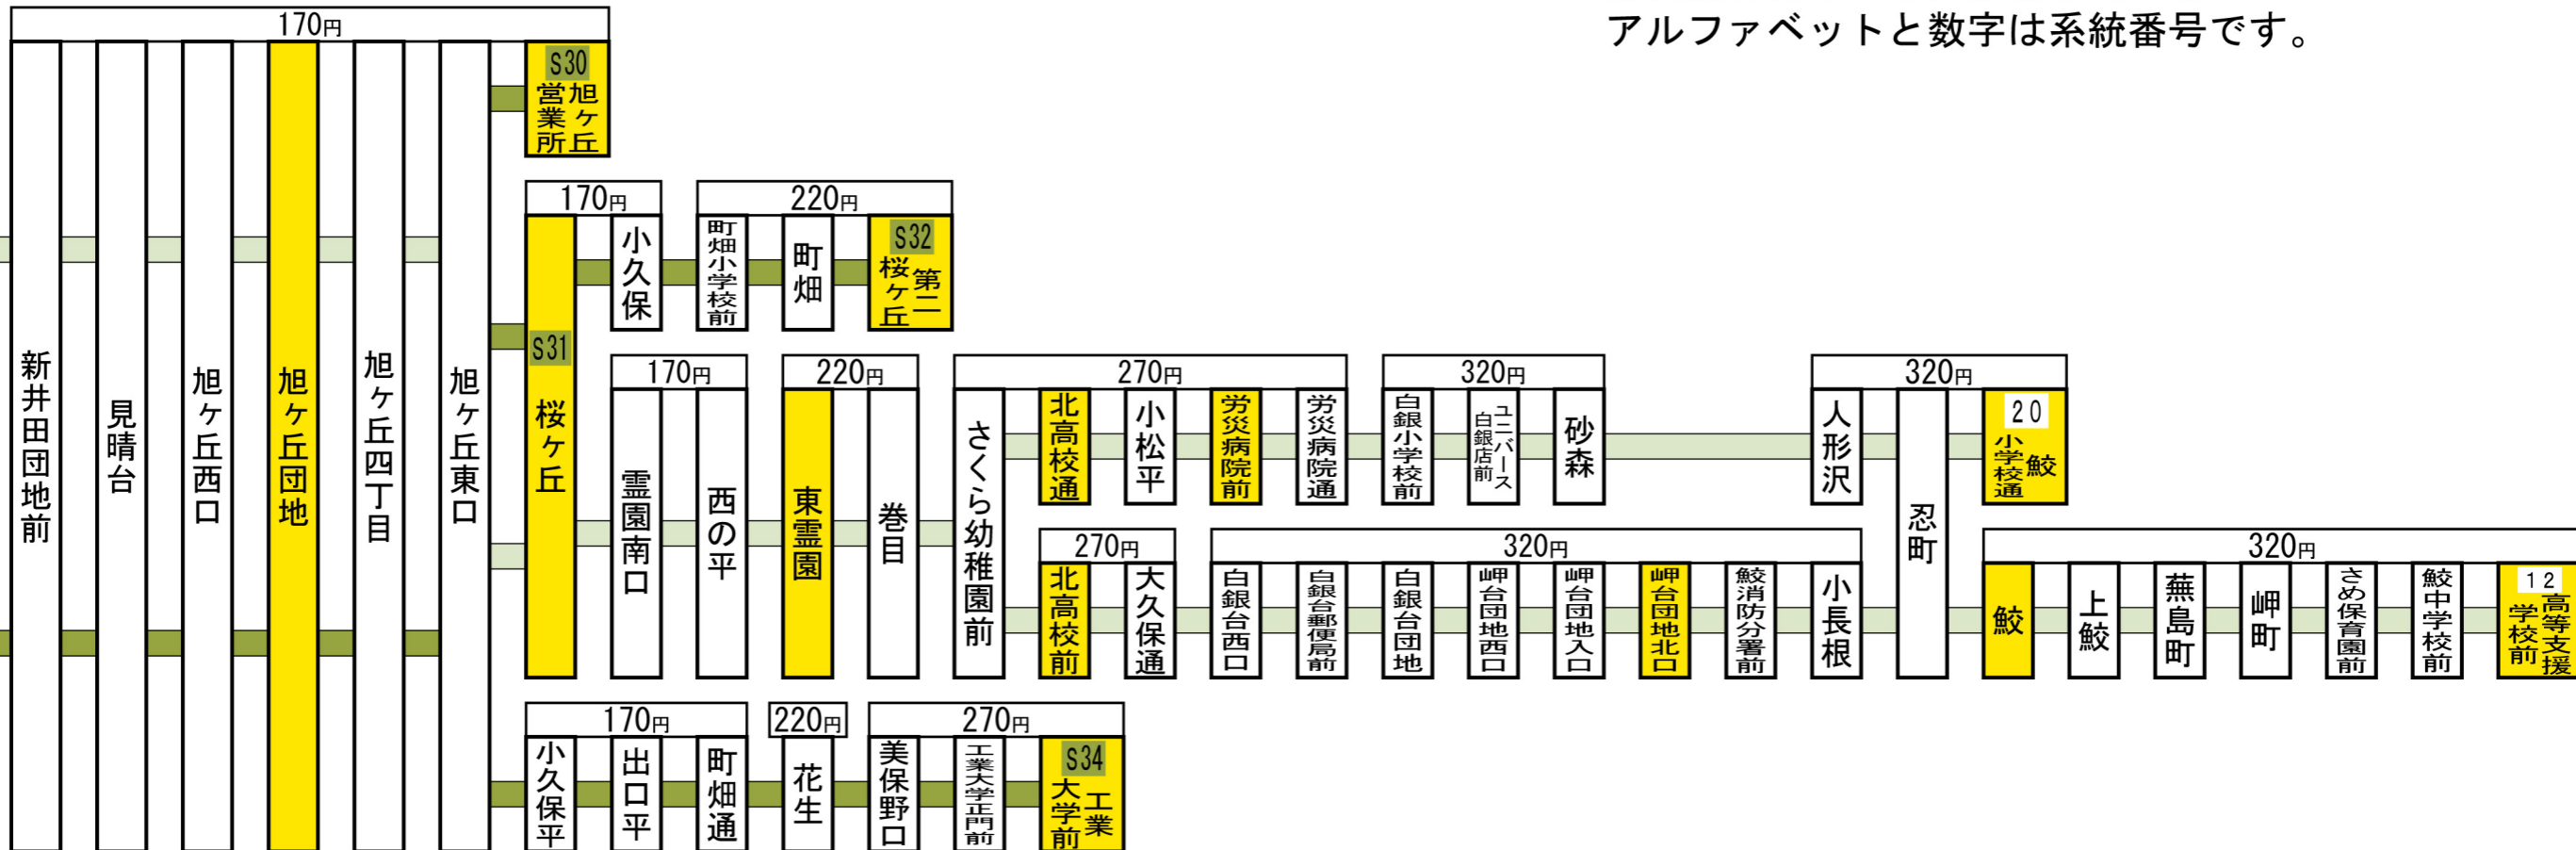 アルファベットと数字は系統番号です。
170円
新井田団地前
見晴台
旭ヶ丘西口
旭ヶ丘団地
旭ヶ丘四丁目
旭ヶ丘東口
S30
旭ヶ丘
営業所
170円
S31
桜ヶ丘
小久保
220円
町畑小学校前
町畑
S32
第二
桜ヶ丘
170円
霊園南口
西の平
220円
東霊園
巻目
270円
さくら幼稚園前
北高校通
小松平
労災病院前
労災病院通
320円
白銀小学校前
ユニバース
白銀店前
砂森
320円
人形沢
忍町
20
鮫
小学校通
270円
北高校前
大久保通
320円
白銀台西口
白銀台郵便局前
白銀台団地
岬台団地西口
岬台団地入口
岬台団地北口
鮫消防分署前
小長根
320円
鮫
上鮫
蕪島町
岬町
さめ保育園前
鮫中学校前
12
高等支援
学校前
170円
小久保平
出口平
町畑通
220円
花生
270円
美保野口
工業大学正門前
S34
工業
大学前